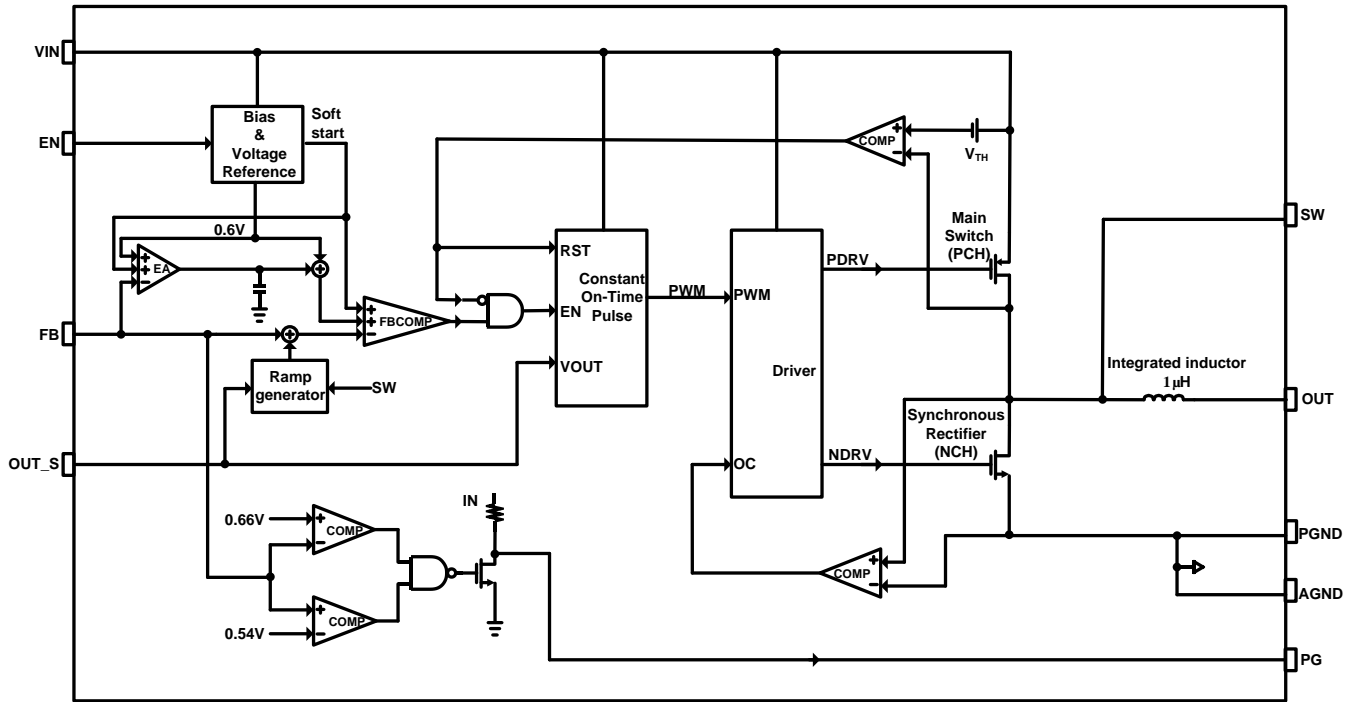 VIN
EN
Bias
&
Voltage
Reference
Soft
start
0.6V
+
+
−
EA
+
FB
+
+
+
−
FBCOMP
Ramp
generator
SW
OUT_S
RST
EN
VOUT
Constant
On-Time
Pulse
PWM
+
−
COMP
VTH
PWM
Driver
OC
PDRV
NDRV
Main
Switch
(PCH)
Synchronous
Rectifier
(NCH)
Integrated inductor
1μH
SW
OUT
PGND
AGND
PG
+
−
COMP
0.66V
+
−
COMP
0.54V
+
−
COMP
IN